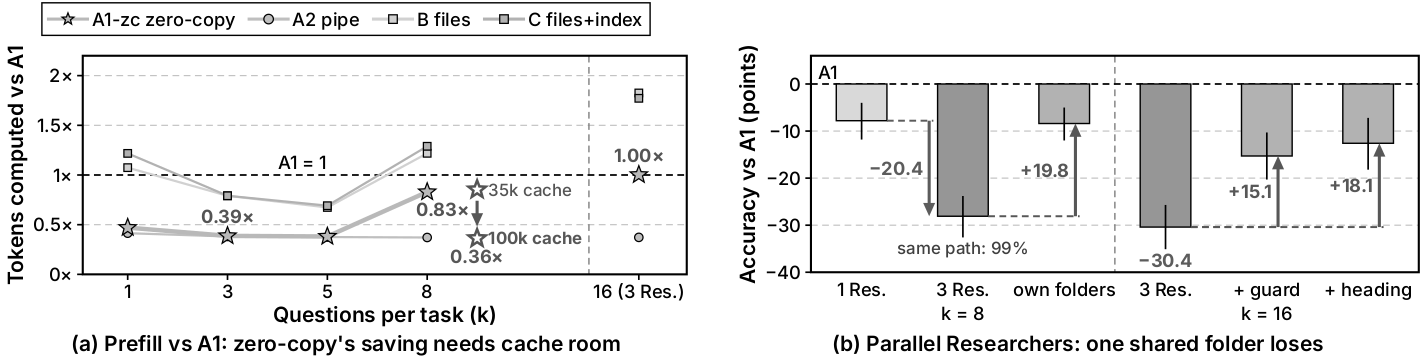 A1-zc zero-copy A2 pipe B files C files+index
Tokens computed vs A1
2×
1.5×
1×
0.5×
0×
A1 = 1
0.39×
0.83×
35k cache
100k cache
0.36×
1.00×
1 3 5 8 16 (3 Res.)
Questions per task (k)
(a) Prefill vs A1: zero-copy's saving needs cache room
Accuracy vs A1 (points)
0
−10
−20
−30
−40
A1
−20.4
+19.8
same path: 99%
−30.4
+15.1
+18.1
1 Res. 3 Res. own folders 3 Res. + guard + heading
k = 8 k = 16
(b) Parallel Researchers: one shared folder loses